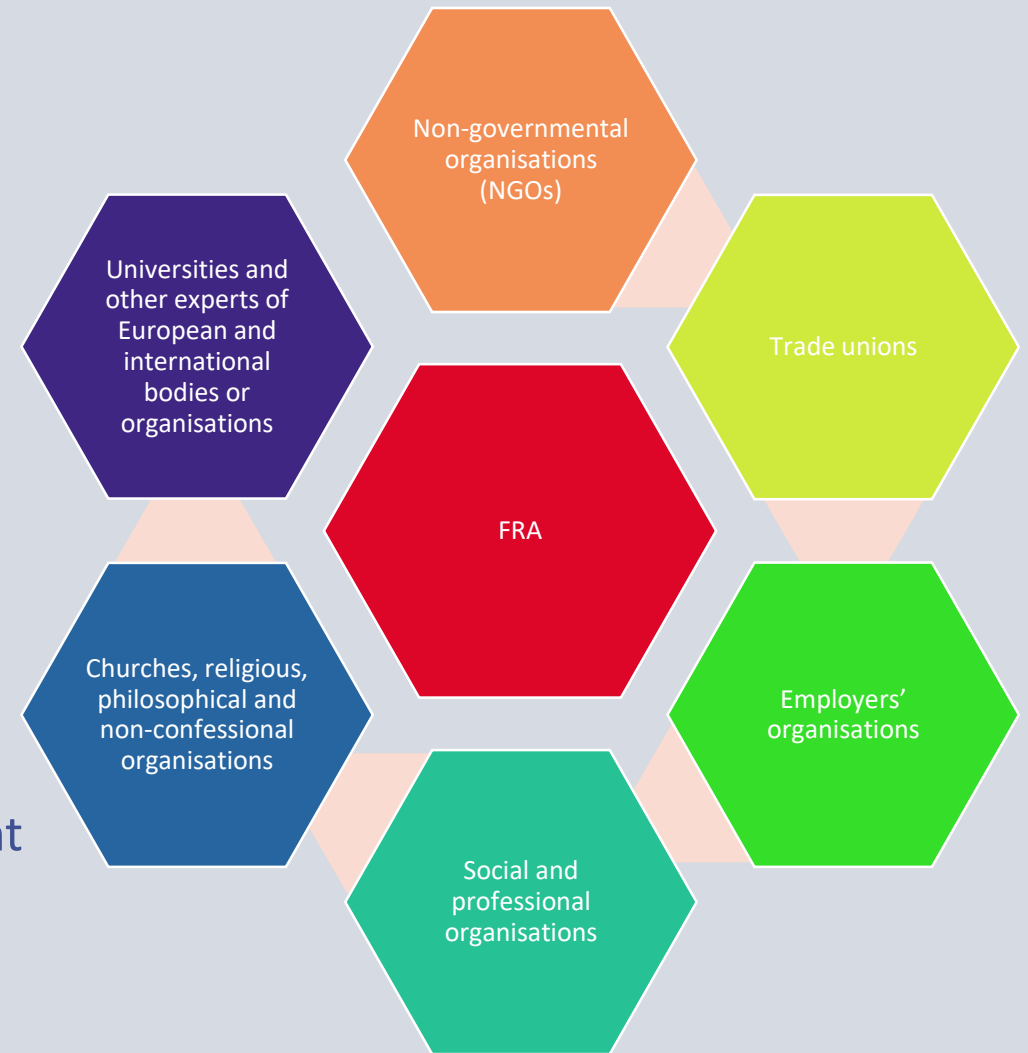 Non-governmental
organisations
(NGOs)
Universities and
other experts of
European and
international
bodies or
organisations
Trade unions
FRA
Churches, religious,
philosophical and
non-confessional
organisations
Employers’
organisations
Social and
professional
organisations